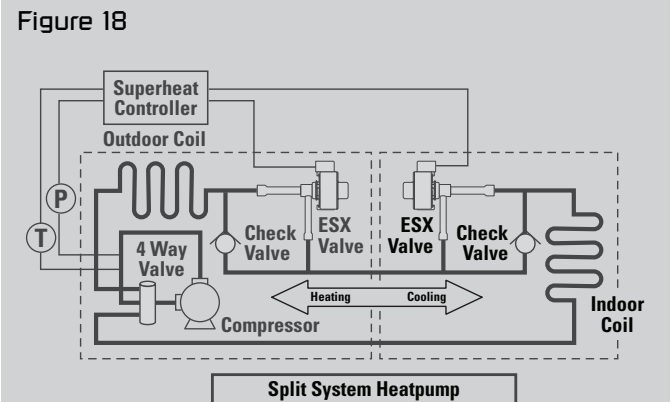 Figure 18
Superheat
Controller
Outdoor Coil
P
T
4 Way
Valve
Check
Valve
ESX
Valve
ESX
Valve
Check
Valve
Heating
Cooling
Compressor
Indoor
Coil
Split System Heatpump